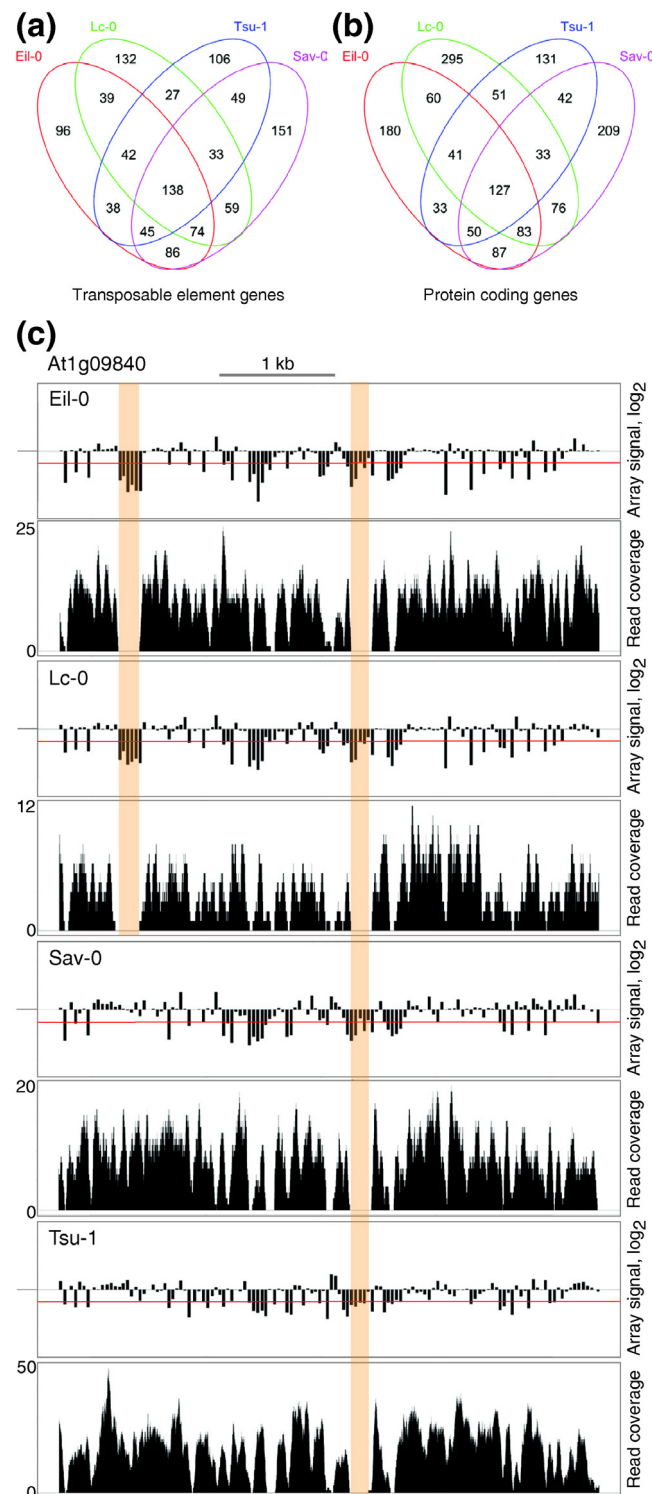 (a)
Eil-0
Lc-0
Tsu-1
Sav-0
132
106
39
27
49
96
151
42
33
138
38
59
45
74
86
Transposable element genes
(b)
Eil-0
Lc-0
Tsu-1
Sav-0
295
131
60
51
42
180
209
41
33
127
33
76
50
83
87
Protein coding genes
(c)
At1g09840
1 kb
Eil-0
Array signal, log2
25
0
Read coverage
Lc-0
Array signal, log2
12
0
Read coverage
Sav-0
Array signal, log2
20
0
Read coverage
Tsu-1
Array signal, log2
50
0
Read coverage